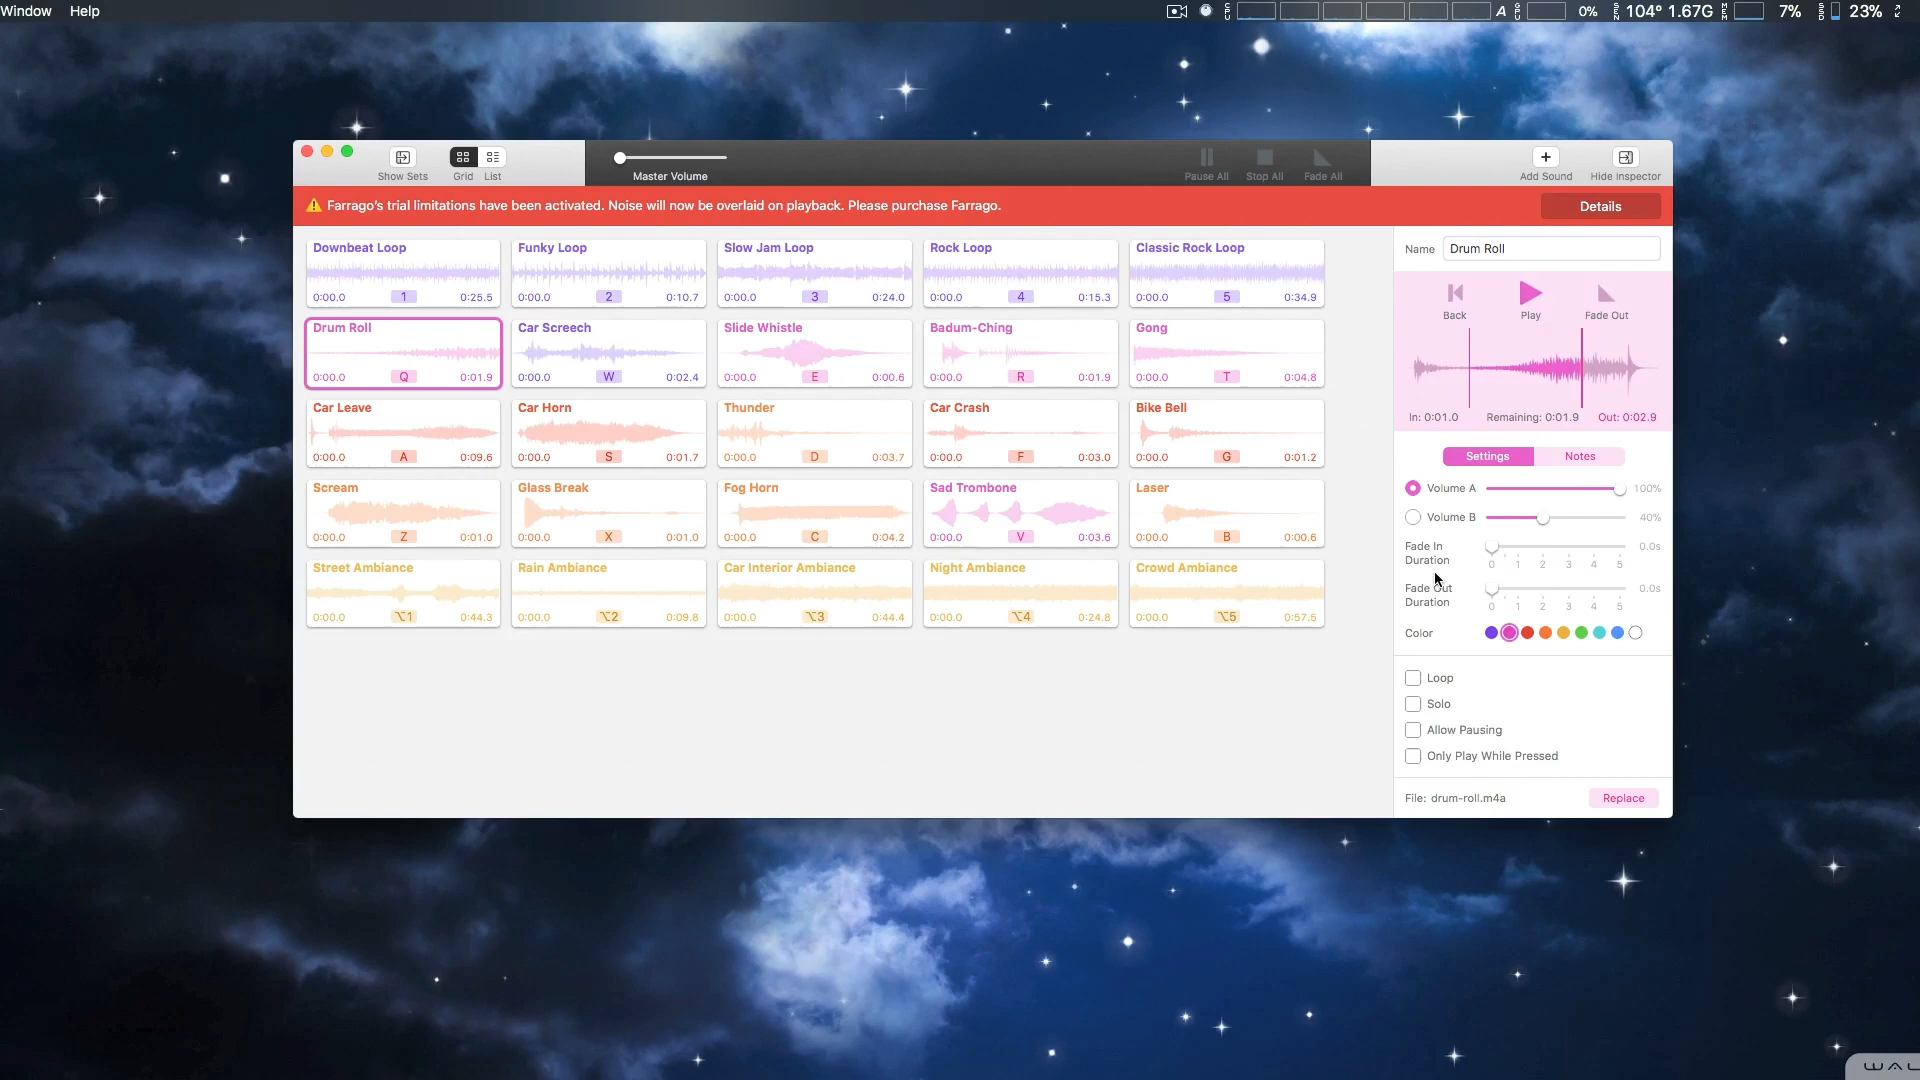 Window Help
A 0% 104° 1.67G 7% 23%
Show Sets Grid List Master Volume Pause All Stop All Fade All Add Sound Hide Inspector
Farrago's trial limitations have been activated. Noise will now be overlaid on playback. Please purchase Farrago. Details
Downbeat Loop Funky Loop Slow Jam Loop Rock Loop Classic Rock Loop
0:00.0 1 0:25.5 0:00.0 2 0:10.7 0:00.0 3 0:24.0 0:00.0 4 0:15.3 0:00.0 5 0:34.9
Drum Roll Car Screech Slide Whistle Badum-Ching Gong
0:00.0 Q 0:01.9 0:00.0 W 0:02.4 0:00.0 E 0:00.6 0:00.0 R 0:01.9 0:00.0 T 0:04.8
Car Leave Car Horn Thunder Car Crash Bike Bell
0:00.0 A 0:09.6 0:00.0 S 0:01.7 0:00.0 D 0:03.7 0:00.0 F 0:03.0 0:00.0 G 0:01.2
Scream Glass Break Fog Horn Sad Trombone Laser
0:00.0 Z 0:01.0 0:00.0 X 0:01.0 0:00.0 C 0:04.2 0:00.0 V 0:03.6 0:00.0 B 0:00.6
Street Ambiance Rain Ambiance Car Interior Ambiance Night Ambiance Crowd Ambiance
0:00.0 ⌥1 0:44.3 0:00.0 ⌥2 0:09.8 0:00.0 ⌥3 0:44.4 0:00.0 ⌥4 0:24.8 0:00.0 ⌥5 0:57.5
Name Drum Roll
Back Play Fade Out
In: 0:01.0 Remaining: 0:01.9 Out: 0:02.9
Settings Notes
Volume A 100%
Volume B 40%
Fade In Duration 0.0s
0 1 2 3 4 5
Fade Out Duration 0.0s
0 1 2 3 4 5
Color
Loop
Solo
Allow Pausing
Only Play While Pressed
File: drum-roll.m4a Replace